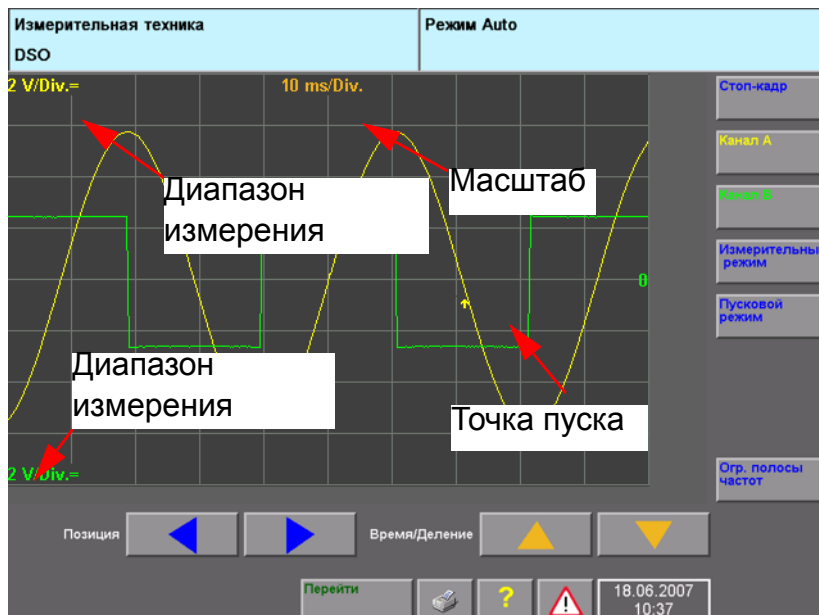 Измерительная техника
DSO
Режим Auto
2 V/Div.=
10 ms/Div.
Стоп-кадр
Канал A
Диапазон
измерения
Масштаб
Канал B
Измерительны
режим
0
Пусковой
режим
Диапазон
измерения
Точка пуска
2 V/Div.=
Огр. полосы
частот
Позиция
Время/Деление
Перейти
?
!
18.06.2007
10:37